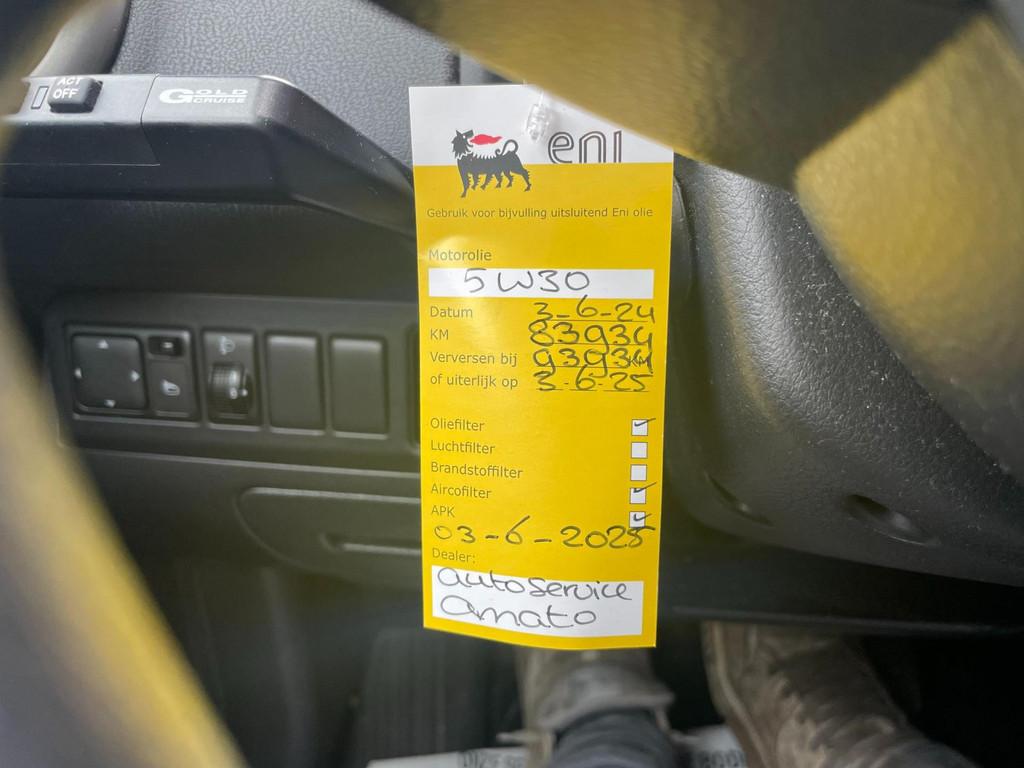 ACT
OFF
GOLD
CRUISE
eni
Gebruik voor bijvulling uitsluitend Eni olie
Motorolie
5W30
Datum 3-6-24
KM 83934
Verversen bij 93934 KM
of uiterlijk op 3-6-25
Oliefilter
Luchtfilter
Brandstoffilter
Aircofilter
APK
03-6-2025
Dealer:
autoservice
Amato